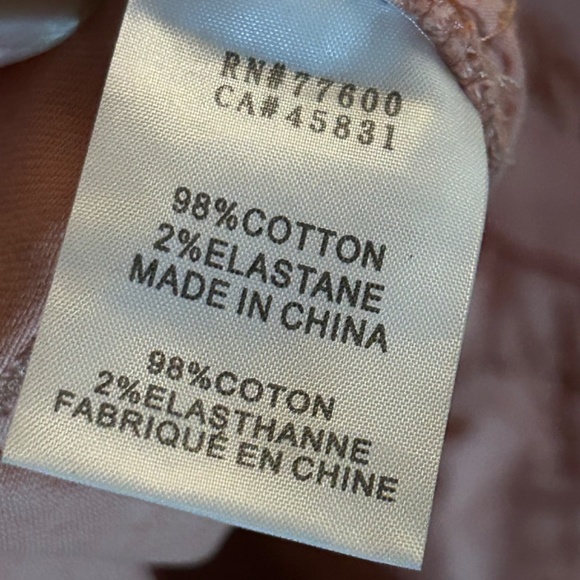 RN#77600
CA#45831
98%COTTON
2%ELASTANE
MADE IN CHINA
98%COTON
2%ELASTHANNE
FABRIQUÉ EN CHINE